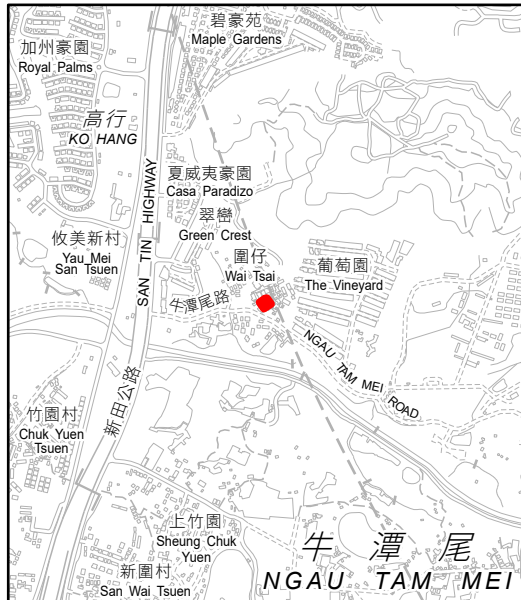 碧豪苑
Maple Gardens
加州豪園
Royal Palms
高行
KO HANG
SAN TIN HIGHWAY
夏威夷豪園
Casa Paradizo
翠巒
Green Crest
攸美新村
Yau Mei
San Tsuen
圍仔
Wai Tsai
葡萄園
The Vineyard
牛潭尾路
NGAU TAM MEI ROAD
新田公路
竹園村
Chuk Yuen
Tsuen
上竹園
Sheung Chuk
Yuen
新圍村
San Wai Tsuen
牛潭尾
NGAU TAM MEI